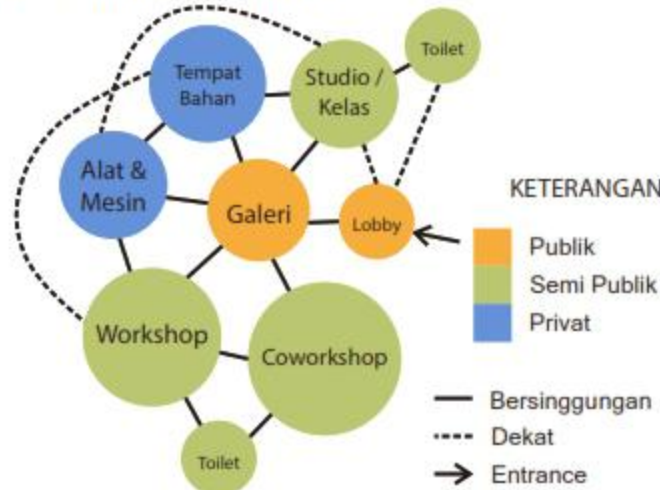 Toilet
Tempat
Bahan
Studio /
Kelas
Alat &
Mesin
Galeri
Lobby
Workshop
Coworkshop
Toilet
KETERANGAN
Publik
Semi Publik
Privat
Bersinggungan
Dekat
Entrance